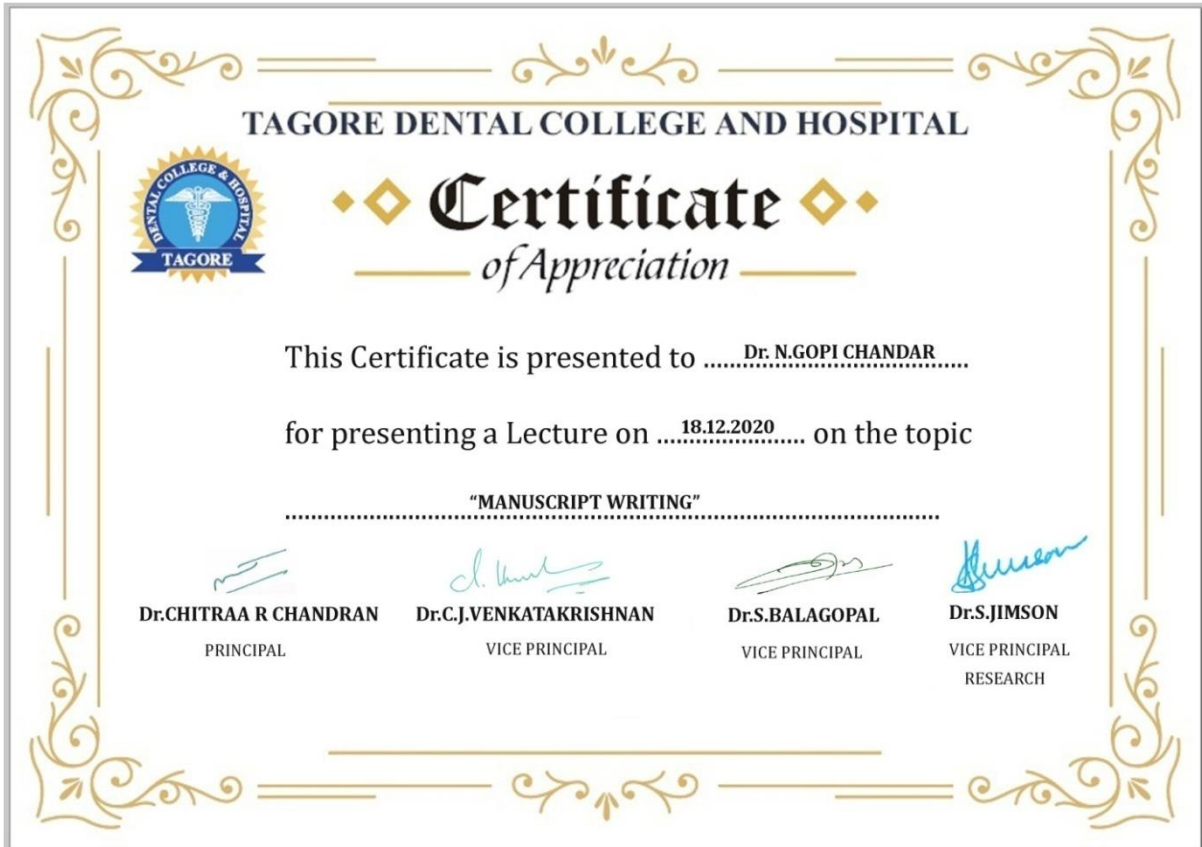 TAGORE DENTAL COLLEGE AND HOSPITAL
DENTAL COLLEGE & HOSPITAL
TAGORE
Certificate
of Appreciation
This Certificate is presented to ....Dr. N.GOPI CHANDAR....
for presenting a Lecture on ....18.12.2020.... on the topic
“MANUSCRIPT WRITING”
Dr.CHITRAA R CHANDRAN Dr.C.J.VENKATAKRISHNAN Dr.S.BALAGOPAL Dr.S.JIMSON
PRINCIPAL VICE PRINCIPAL VICE PRINCIPAL VICE PRINCIPAL
RESEARCH